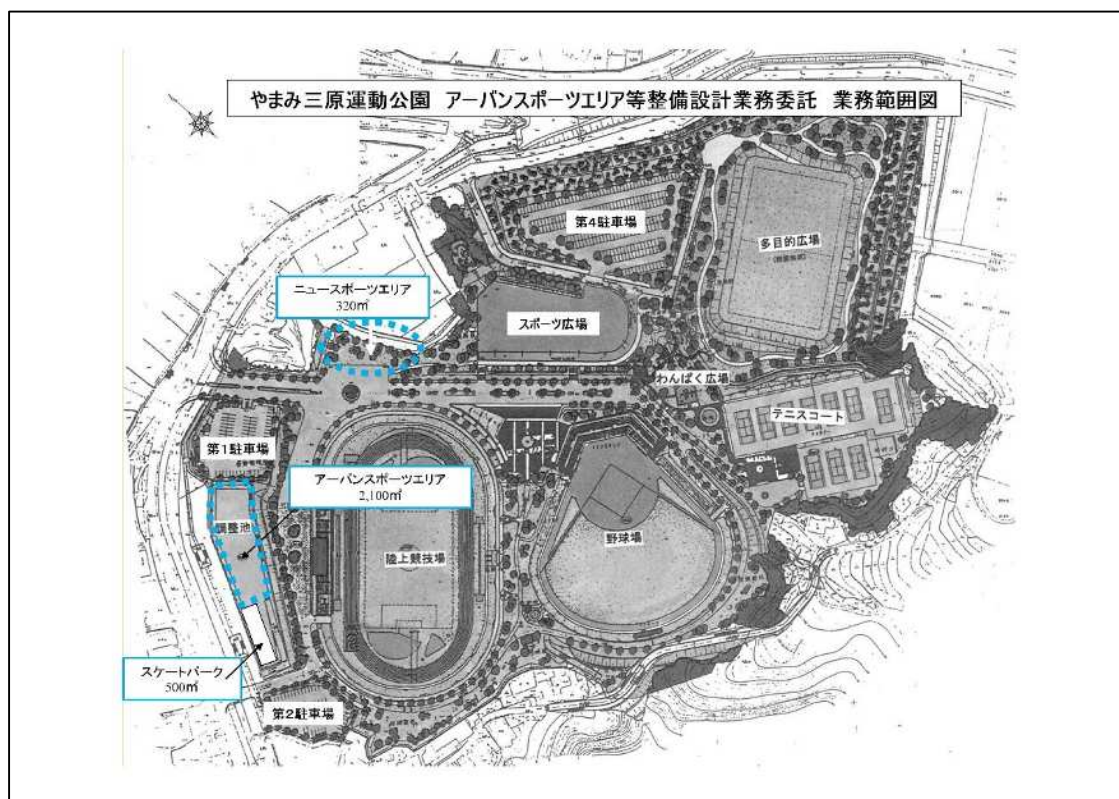 やまみ三原運動公園 アーバンスポーツエリア等整備設計業務委託 業務範囲図
第4駐車場
多目的広場
ニュースポーツエリア
320㎡
スポーツ広場
わんぱく広場
テニスコート
第1駐車場
アーバンスポーツエリア
2,100㎡
調整池
陸上競技場
野球場
スケートパーク
500㎡
第2駐車場